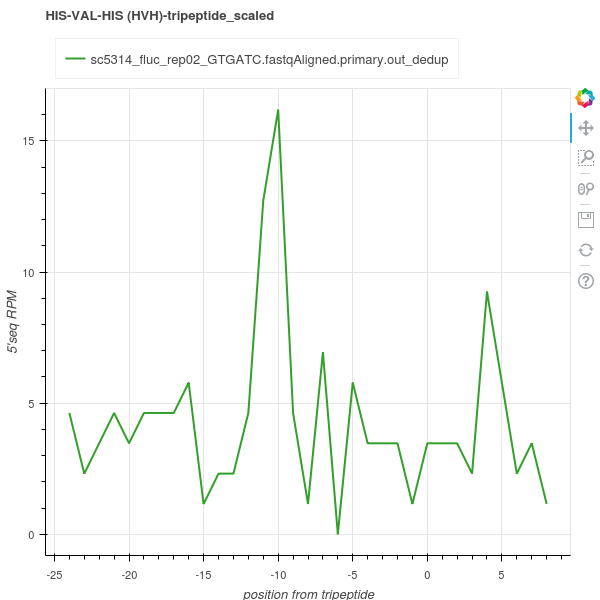 HIS-VAL-HIS (HVH)-tripeptide_scaled
sc5314_fluc_rep02_GTGATC.fastqAligned.primary.out_dedup
15
10
5
0
5'seq RPM
-25
-20
-15
-10
-5
0
5
position from tripeptide